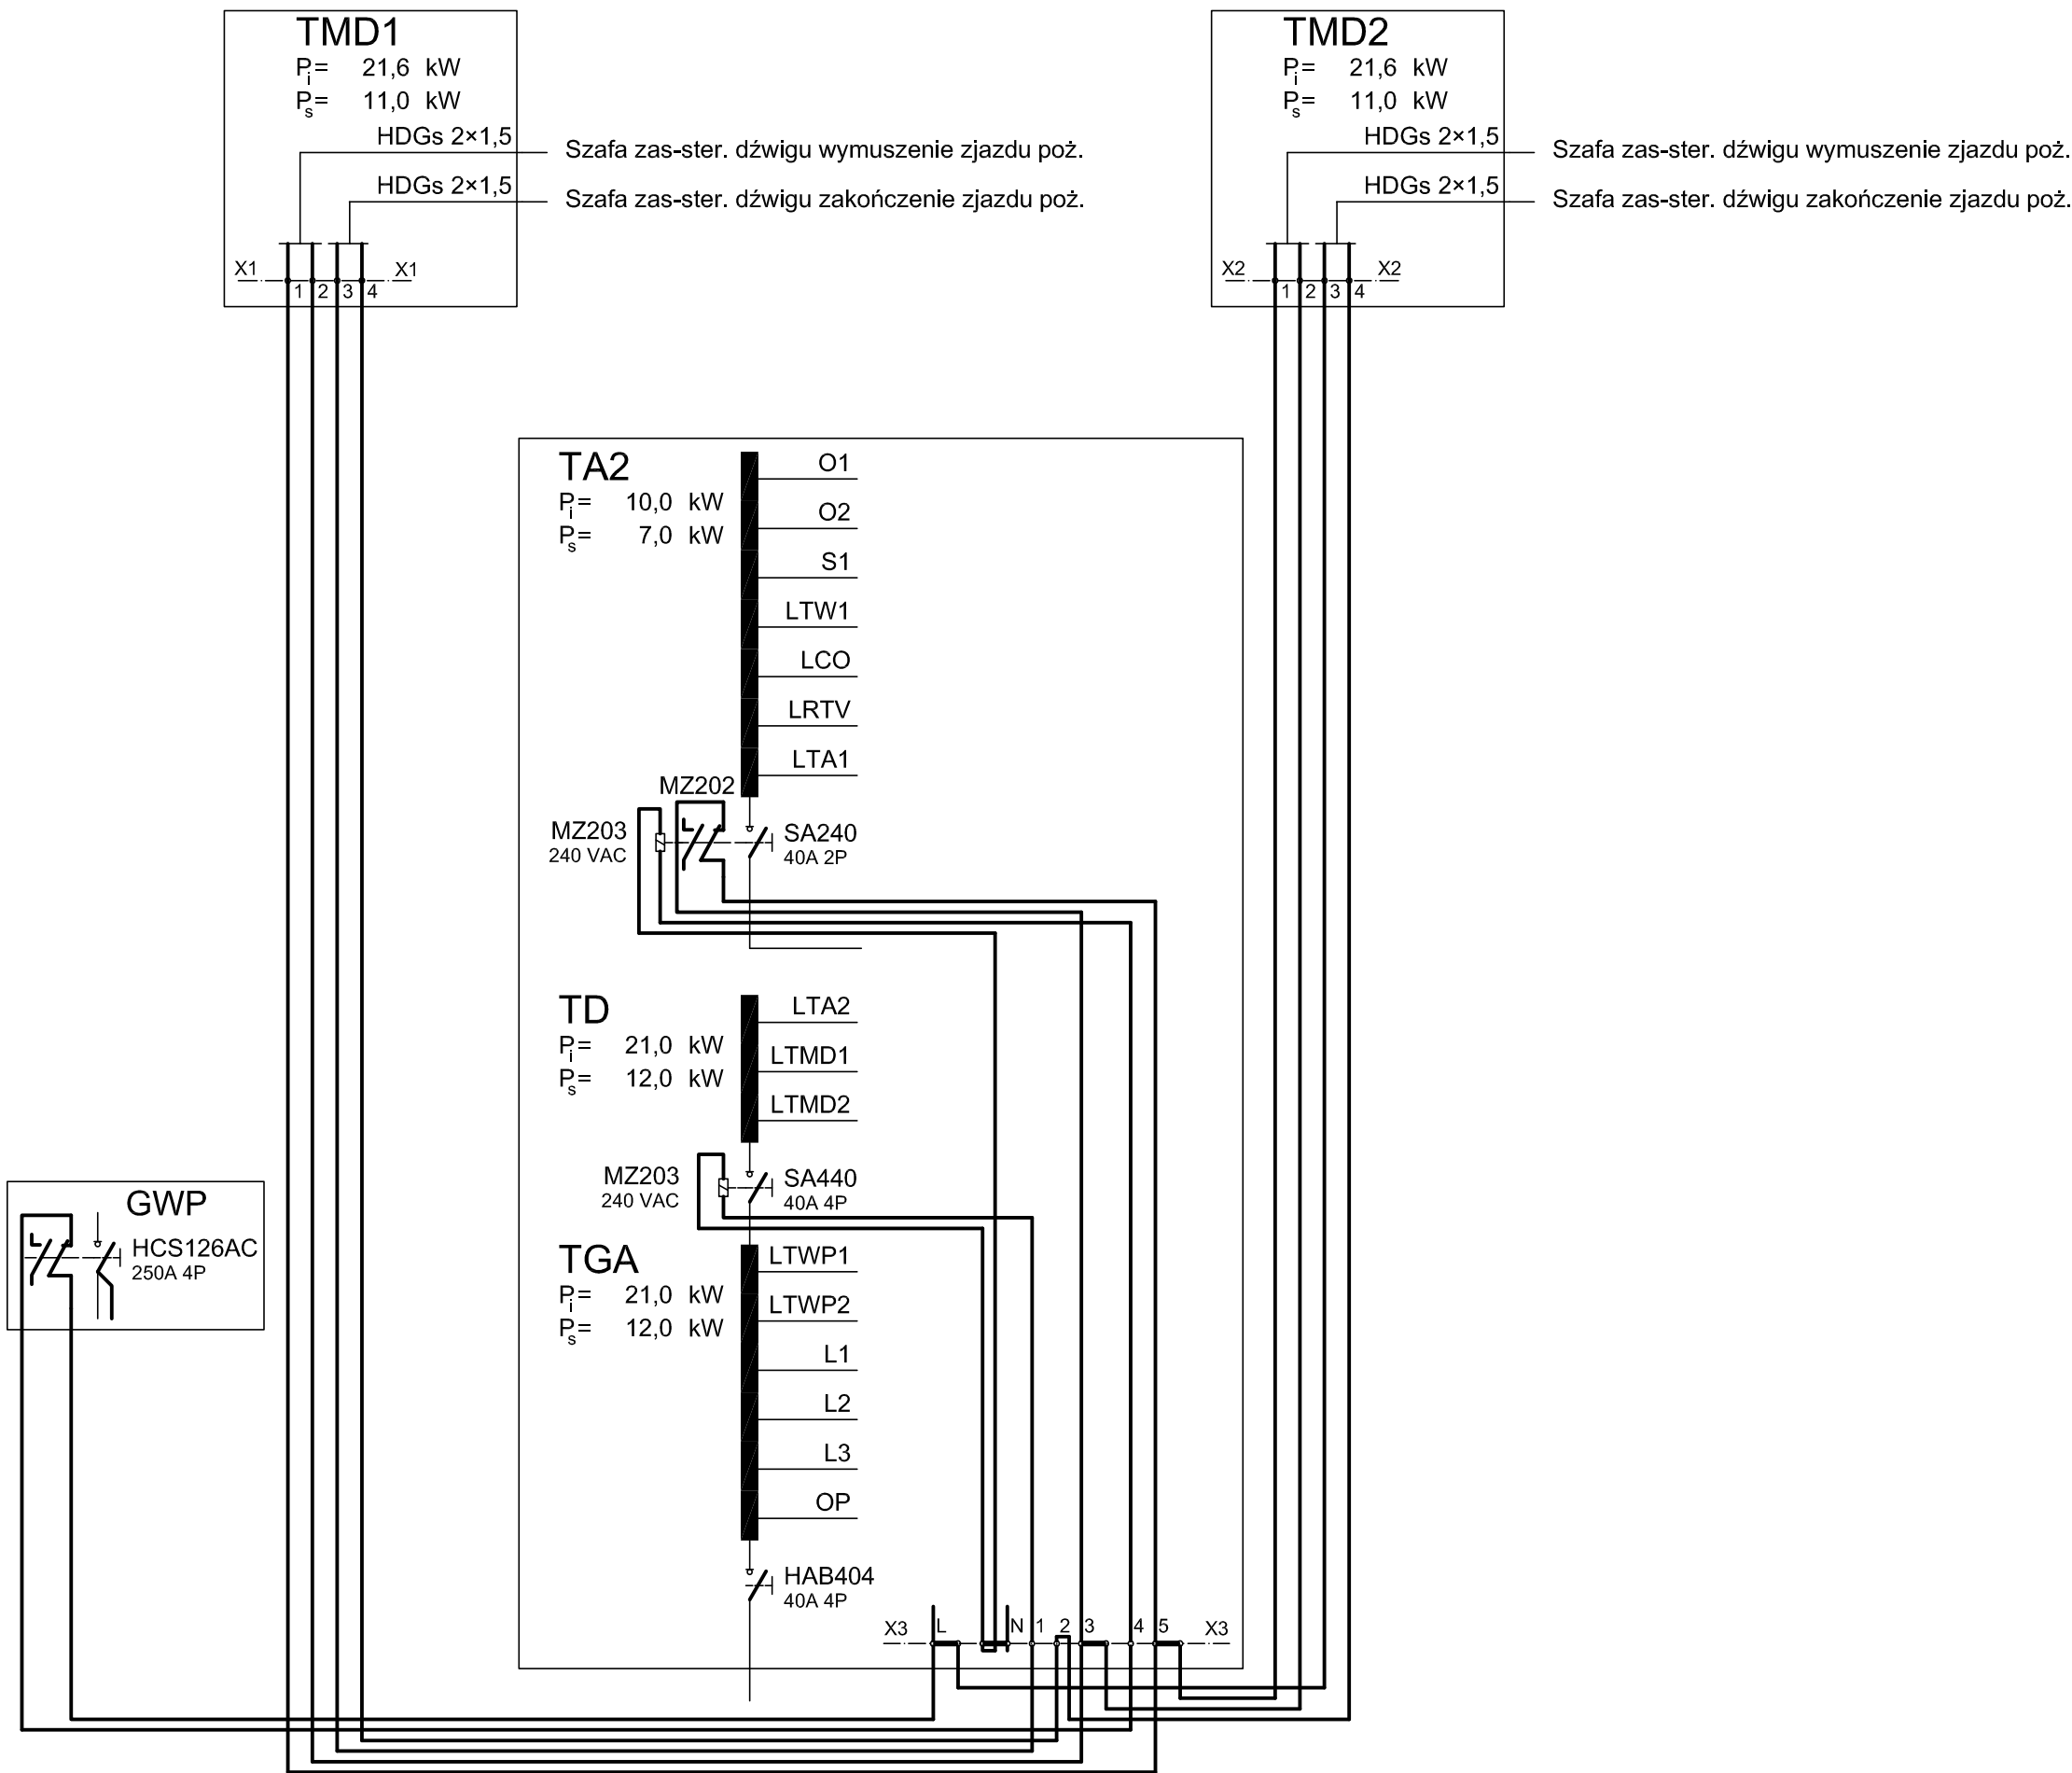 TMD1
Pi= 21,6 kW
Ps= 11,0 kW
HDGs 2×1,5
Szafa zas-ster. dźwigu wymuszenie zjazdu poż.
HDGs 2×1,5
Szafa zas-ster. dźwigu zakończenie zjazdu poż.
X1 X1
1 2 3 4
TMD2
Pi= 21,6 kW
Ps= 11,0 kW
HDGs 2×1,5
Szafa zas-ster. dźwigu wymuszenie zjazdu poż.
HDGs 2×1,5
Szafa zas-ster. dźwigu zakończenie zjazdu poż.
X2 X2
1 2 3 4
TA2
Pi= 10,0 kW
Ps= 7,0 kW
O1
O2
S1
LTW1
LCO
LRTV
LTA1
MZ202
MZ203
240 VAC
SA240
40A 2P
TD
Pi= 21,0 kW
Ps= 12,0 kW
LTA2
LTMD1
LTMD2
MZ203
240 VAC
SA440
40A 4P
GWP
HCS126AC
250A 4P
TGA
Pi= 21,0 kW
Ps= 12,0 kW
LTWP1
LTWP2
L1
L2
L3
OP
HAB404
40A 4P
X3 L N 1 2 3 4 5 X3